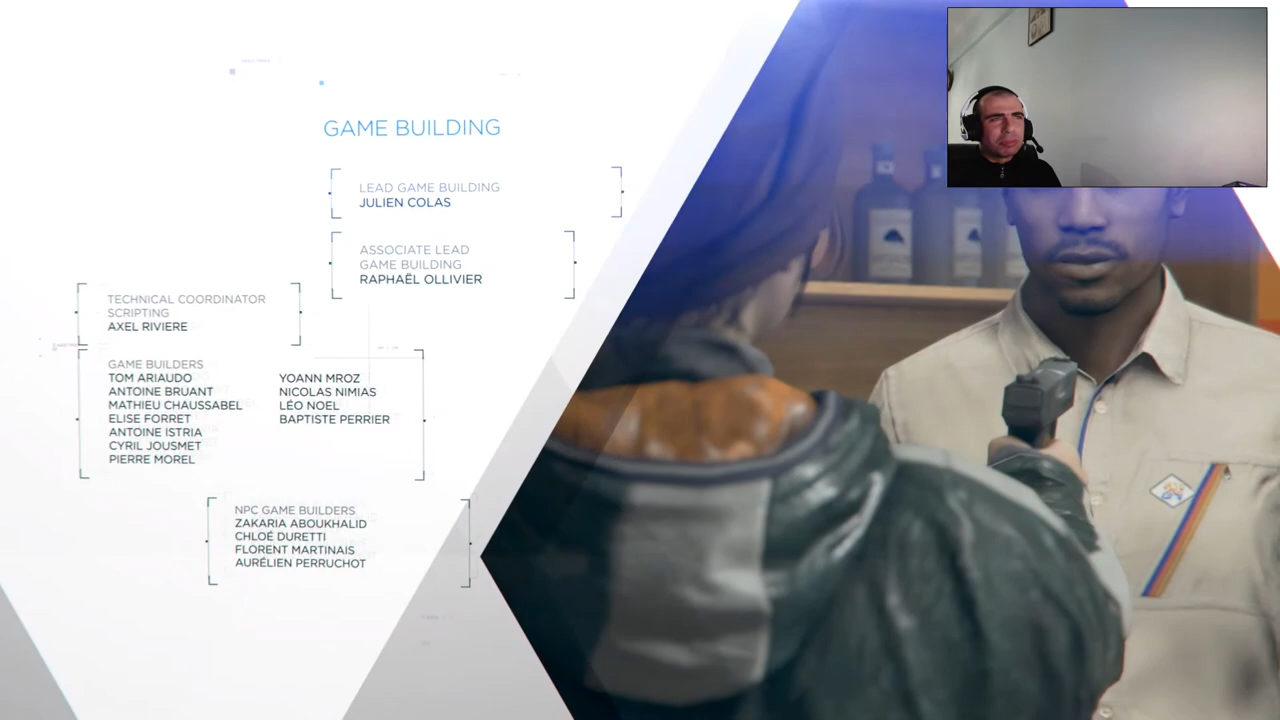 GAME BUILDING
LEAD GAME BUILDING
JULIEN COLAS
ASSOCIATE LEAD
GAME BUILDING
RAPHAËL OLLIVIER
TECHNICAL COORDINATOR
SCRIPTING
AXEL RIVIERE
GAME BUILDERS
TOM ARIAUDO
ANTOINE BRUANT
MATHIEU CHAUSSABEL
ELISE FORRET
ANTOINE ISTRIA
CYRIL JOUSMET
PIERRE MOREL
YOANN MROZ
NICOLAS NIMIAS
LÉO NOEL
BAPTISTE PERRIER
NPC GAME BUILDERS
ZAKARIA ABOUKHALID
CHLOÉ DURETTI
FLORENT MARTINAIS
AURÉLIEN PERRUCHOT